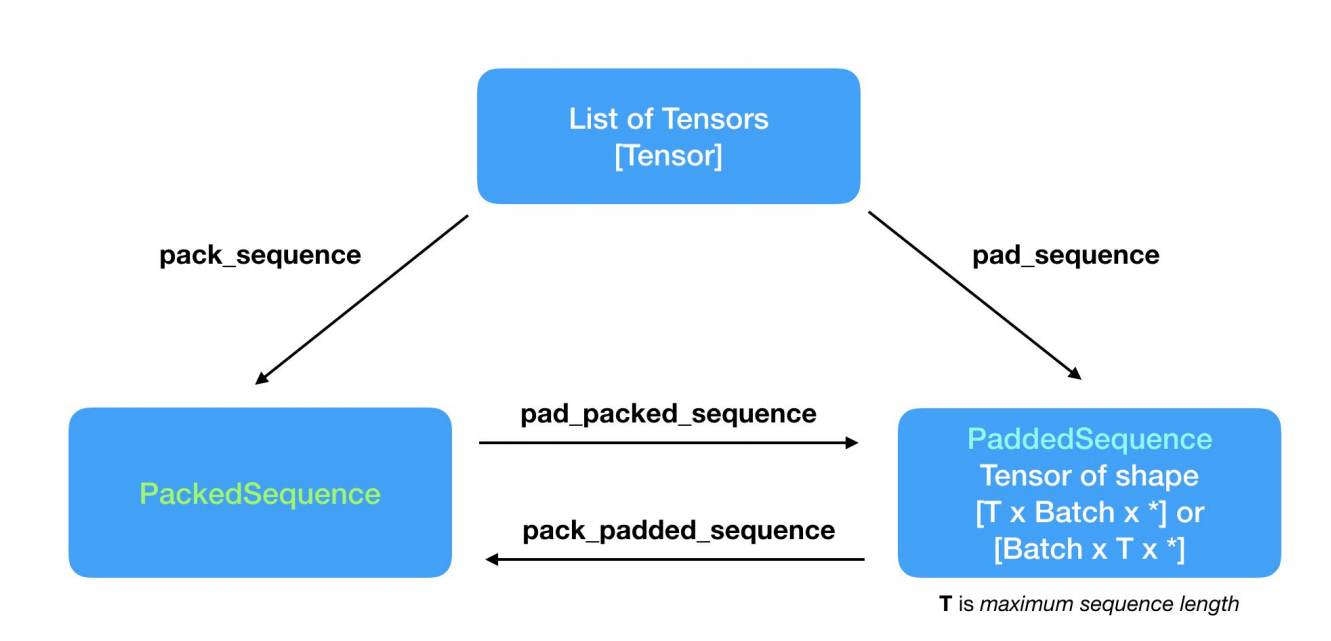 List of Tensors
[Tensor]
pack_sequence
pad_sequence
pad_packed_sequence
PackedSequence
pack_padded_sequence
PaddedSequence
Tensor of shape
[T x Batch x *] or
[Batch x T x *]
T is maximum sequence length